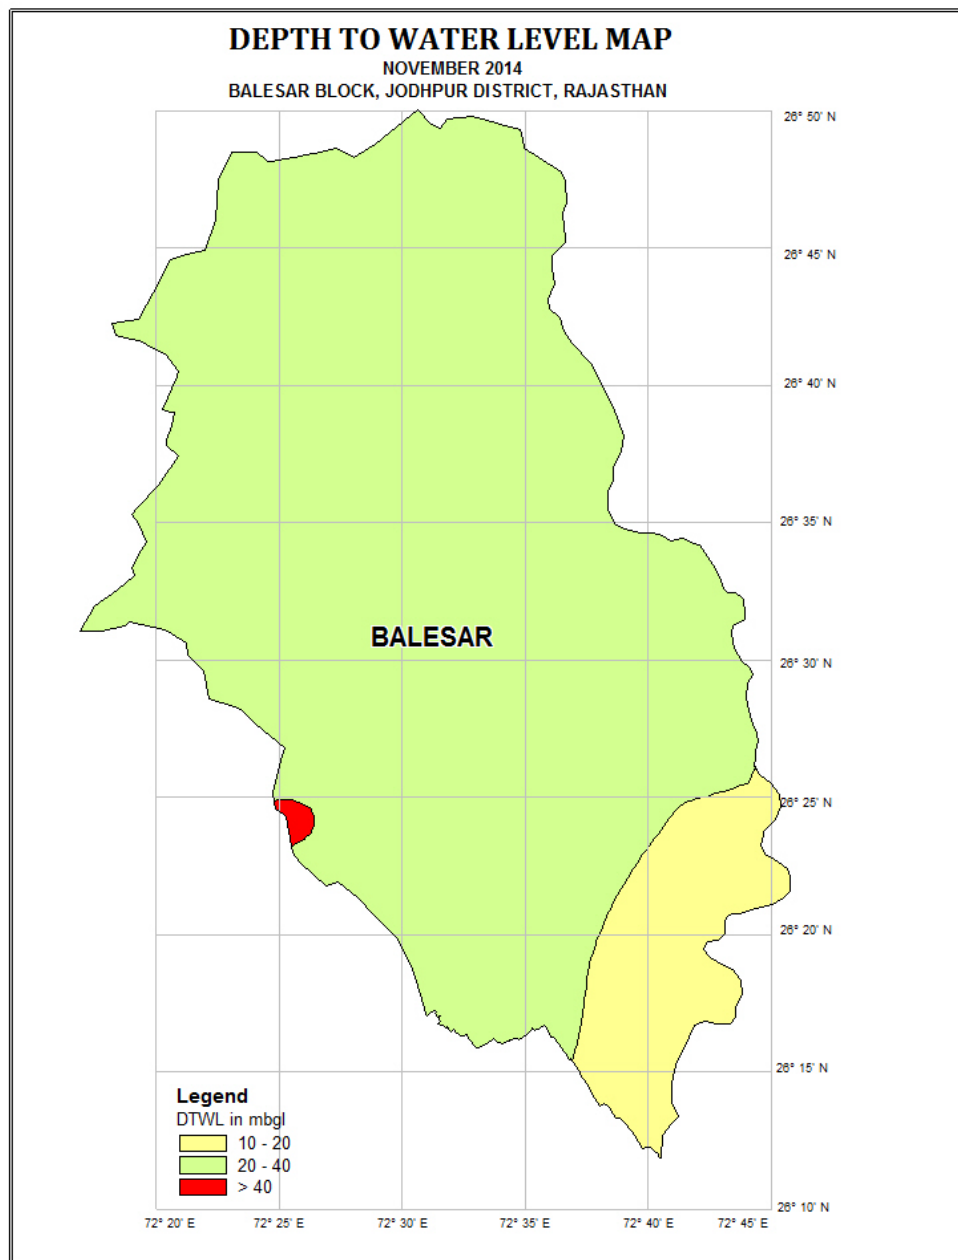 DEPTH TO WATER LEVEL MAP
NOVEMBER 2014
BALESAR BLOCK, JODHPUR DISTRICT, RAJASTHAN
26° 50' N
26° 45' N
26° 40' N
26° 35' N
BALESAR
26° 30' N
26° 25' N
26° 20' N
26° 15' N
Legend
DTWL in mbgl
10 - 20
20 - 40
> 40
26° 10' N
72° 20' E 72° 25' E 72° 30' E 72° 35' E 72° 40' E 72° 45' E